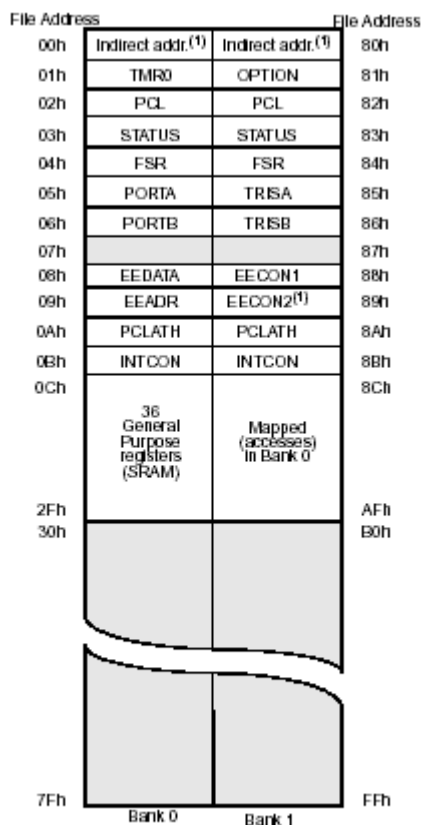 File Address File Address
00h Indirect addr.(1) Indirect addr.(1) 80h
01h TMR0 OPTION 81h
02h PCL PCL 82h
03h STATUS STATUS 83h
04h FSR FSR 84h
05h PORTA TRISA 85h
06h PORTB TRISB 86h
07h 87h
08h EEDATA EECON1 88h
09h EEADR EECON2(1) 89h
0Ah PCLATH PCLATH 8Ah
0Bh INTCON INTCON 8Bh
0Ch 8Ch
36
General
Purpose
registers
(SRAM)
Mapped
(accesses)
in Bank 0
2Fh AFh
30h B0h
7Fh FFh
Bank 0 Bank 1